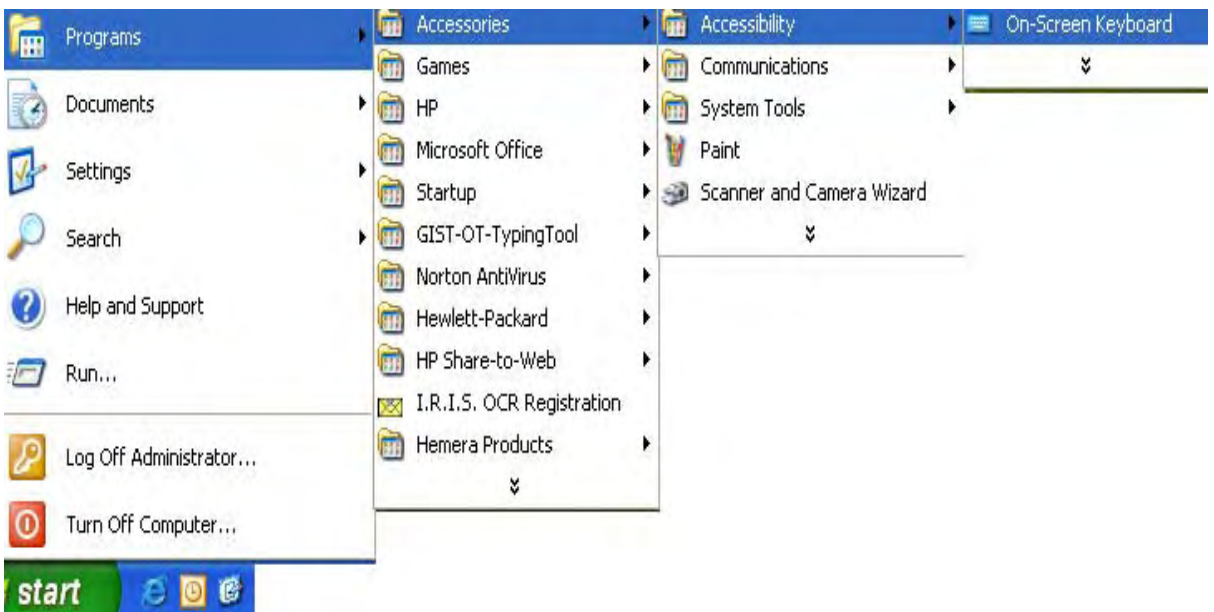 Programs
Documents
Settings
Search
Help and Support
Run...
Log Off Administrator...
Turn Off Computer...
start
Accessories
Games
HP
Microsoft Office
Startup
GIST-OT-TypingTool
Norton AntiVirus
Hewlett-Packard
HP Share-to-Web
I.R.I.S. OCR Registration
Hemera Products
Accessibility
Communications
System Tools
Paint
Scanner and Camera Wizard
On-Screen Keyboard